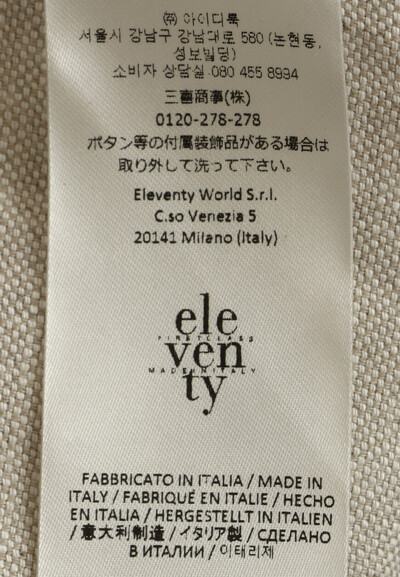 ㈜ 아이디룩
서울시 강남구 강남대로 580 (논현동,
성보빌딩)
소비자 상담실 080 455 8994
三喜商事(株)
0120-278-278
ボタン等の付属装飾品がある場合は
取り外して洗って下さい。
Eleventy World S.r.l.
C.so Venezia 5
20141 Milano (Italy)
ele
FIRSTCLASS
ven
MADEINITALY
ty
FABBRICATO IN ITALIA / MADE IN
ITALY / FABRIQUÉ EN ITALIE / HECHO
EN ITALIA / HERGESTELLT IN ITALIEN
/ 意大利制造 / イタリア製 / СДЕЛАНО
В ИТАЛИИ / 이태리제